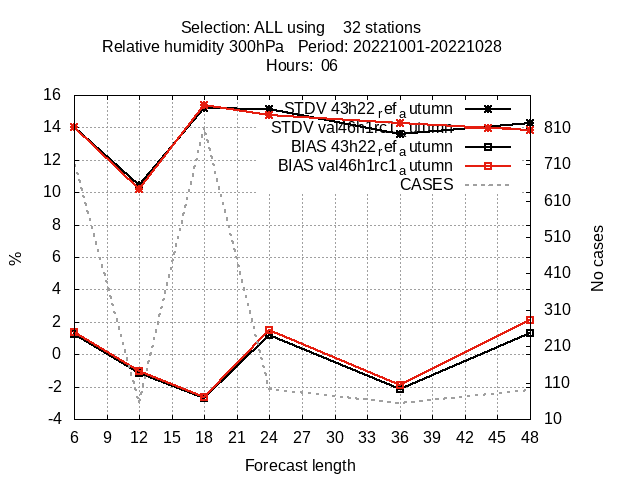 Selection: ALL using    32 stations
Relative humidity 300hPa   Period: 20221001-20221028
Hours:  06
STDV 43h22_ref_autumn
STDV val46h1rc1_autumn
BIAS 43h22_ref_autumn
BIAS val46h1rc1_autumn
CASES
16
14
12
10
8
6
4
2
0
-2
-4
%
810
710
610
510
410
310
210
110
10
No cases
6 9 12 15 18 21 24 27 30 33 36 39 42 45 48
Forecast length